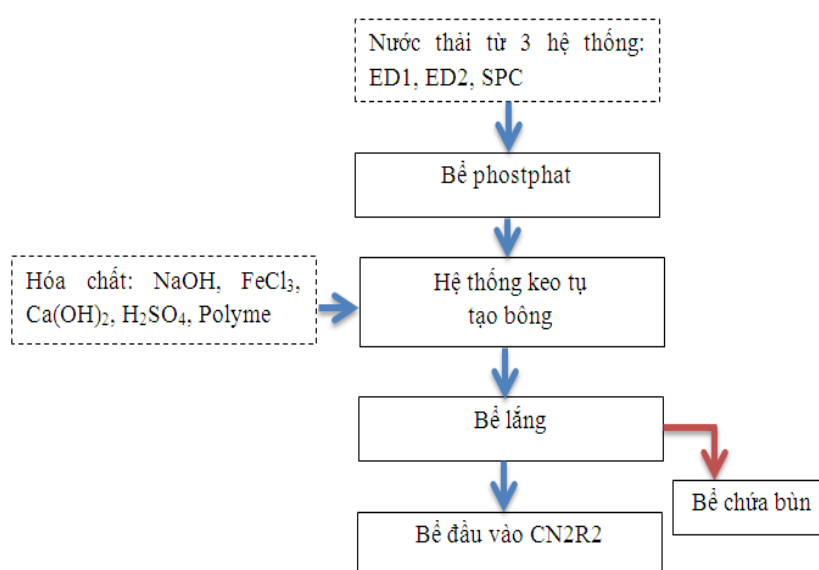 Nước thải từ 3 hệ thống:
ED1, ED2, SPC
Bể phostphat
Hóa chất: NaOH, FeCl₃,
Ca(OH)₂, H₂SO₄, Polyme
Hệ thống keo tụ
tạo bông
Bể lắng
Bể chứa bùn
Bể đầu vào CN2R2